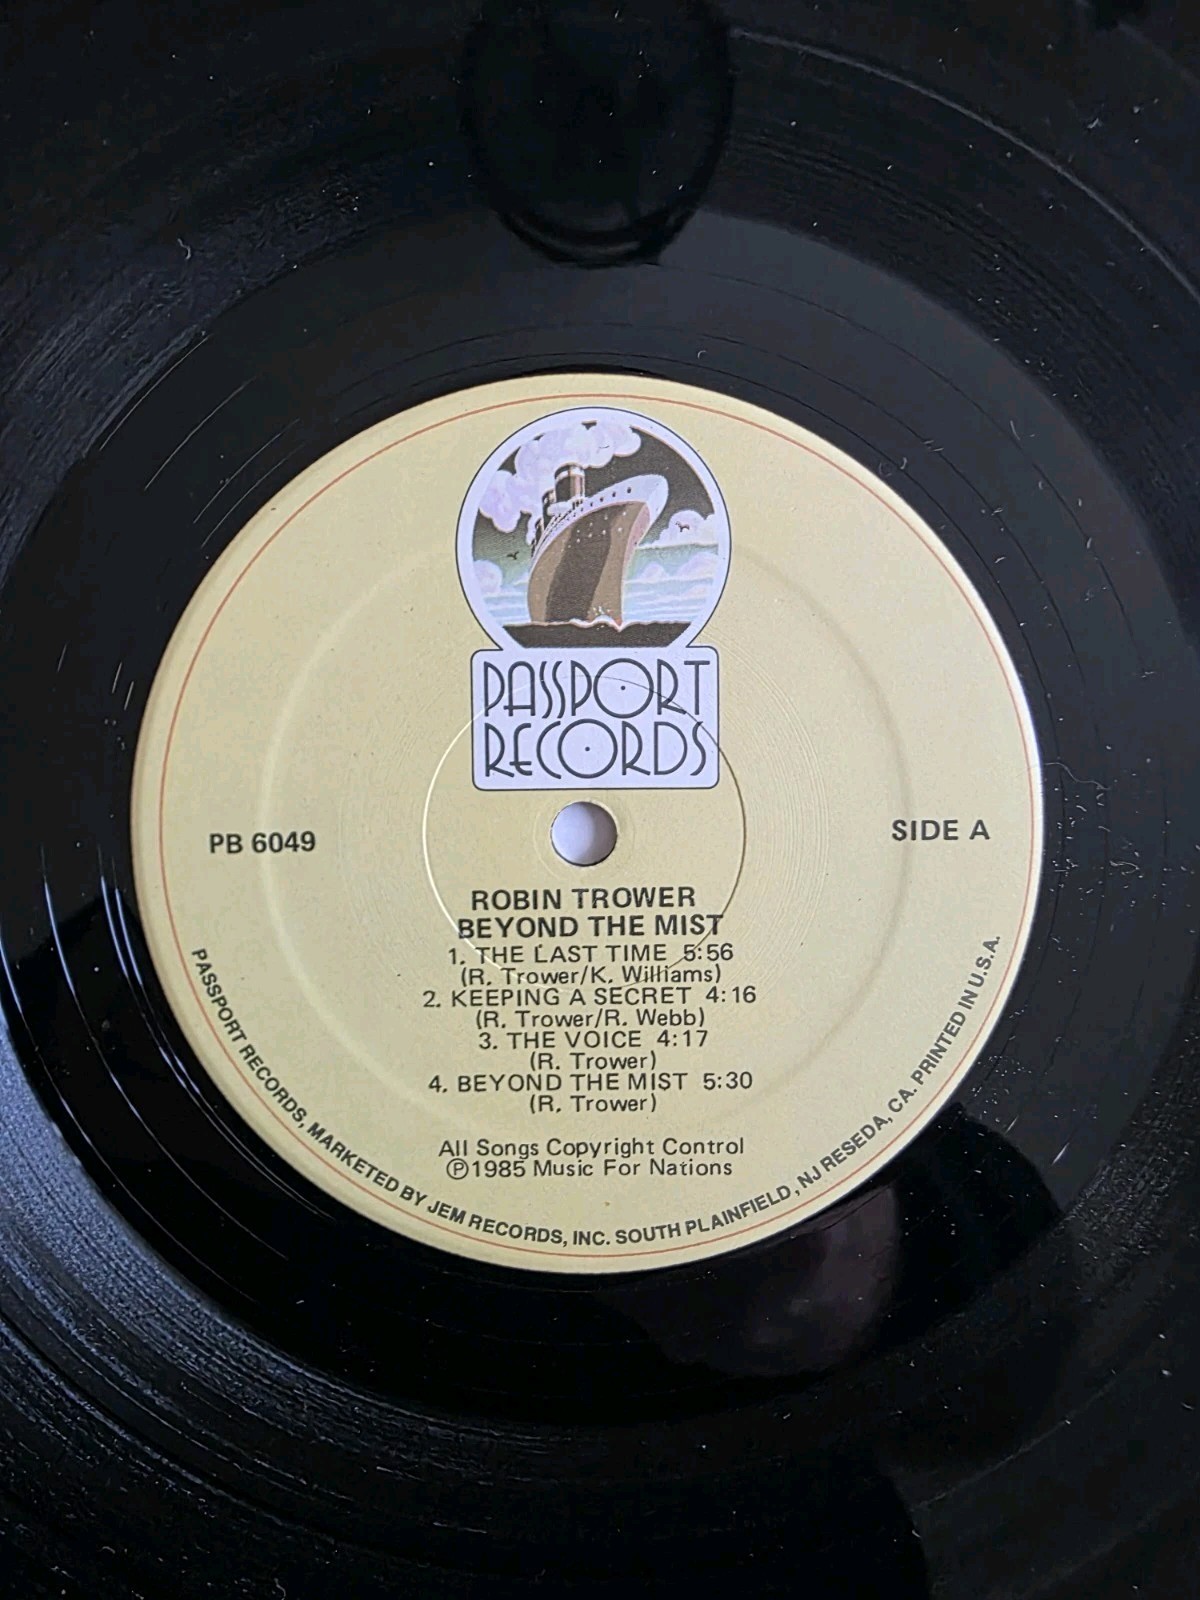 PASSPORT
RECORDS
PB 6049
SIDE A
ROBIN TROWER
BEYOND THE MIST
1. THE LAST TIME 5:56
(R. Trower/K. Williams)
2. KEEPING A SECRET 4:16
(R. Trower/R. Webb)
3. THE VOICE 4:17
(R. Trower)
4. BEYOND THE MIST 5:30
(R. Trower)
All Songs Copyright Control
℗1985 Music For Nations
PASSPORT RECORDS, MARKETED BY JEM RECORDS, INC. SOUTH PLAINFIELD, NJ RESEDA, CA. PRINTED IN U.S.A.